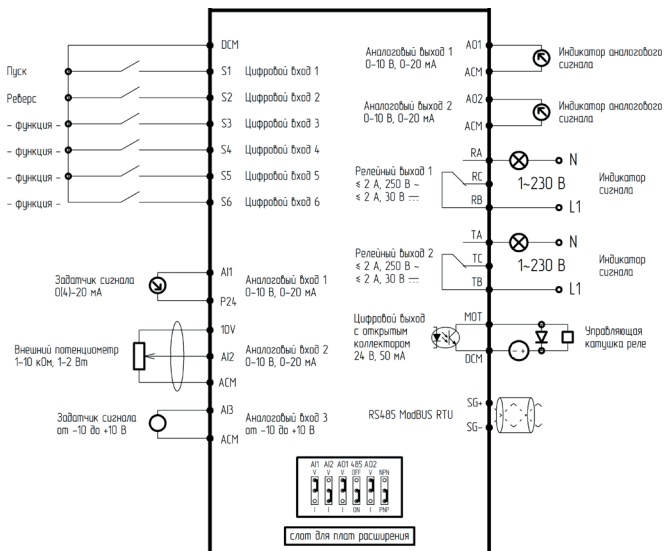 DCM
Пуск
S1 Цифровой вход 1
Реверс
S2 Цифровой вход 2
- функция -
S3 Цифровой вход 3
- функция -
S4 Цифровой вход 4
- функция -
S5 Цифровой вход 5
- функция -
S6 Цифровой вход 6
Задатчик сигнала
0(4)-20 мА
AI1
P24
Аналоговый вход 1
0-10 В, 0-20 мА
Внешний потенциометр
1-10 кОм, 1-2 Вт
10V
AI2
ACM
Аналоговый вход 2
0-10 В, 0-20 мА
Задатчик сигнала
от -10 до +10 В
AI3
ACM
Аналоговый вход 3
от -10 до +10 В
Аналоговый выход 1
0-10 В, 0-20 мА
AO1
ACM
Индикатор аналогового
сигнала
Аналоговый выход 2
0-10 В, 0-20 мА
AO2
ACM
Индикатор аналогового
сигнала
Релейный выход 1
≤ 2 А, 250 В ~
≤ 2 А, 30 В ⎓
RA
RC
RB
N
1~230 В
L1
Индикатор
сигнала
Релейный выход 2
≤ 2 А, 250 В ~
≤ 2 А, 30 В ⎓
TA
TC
TB
N
1~230 В
L1
Индикатор
сигнала
Цифровой выход
с открытым
коллектором
24 В, 50 мА
MOT
DCM
- +
Управляющая
катушка реле
RS485 ModBUS RTU
SG+
SG-
AI1 AI2 AO1 485 AO2
V V V OFF V NPN
I I I ON I PNP
слот для плат расширения